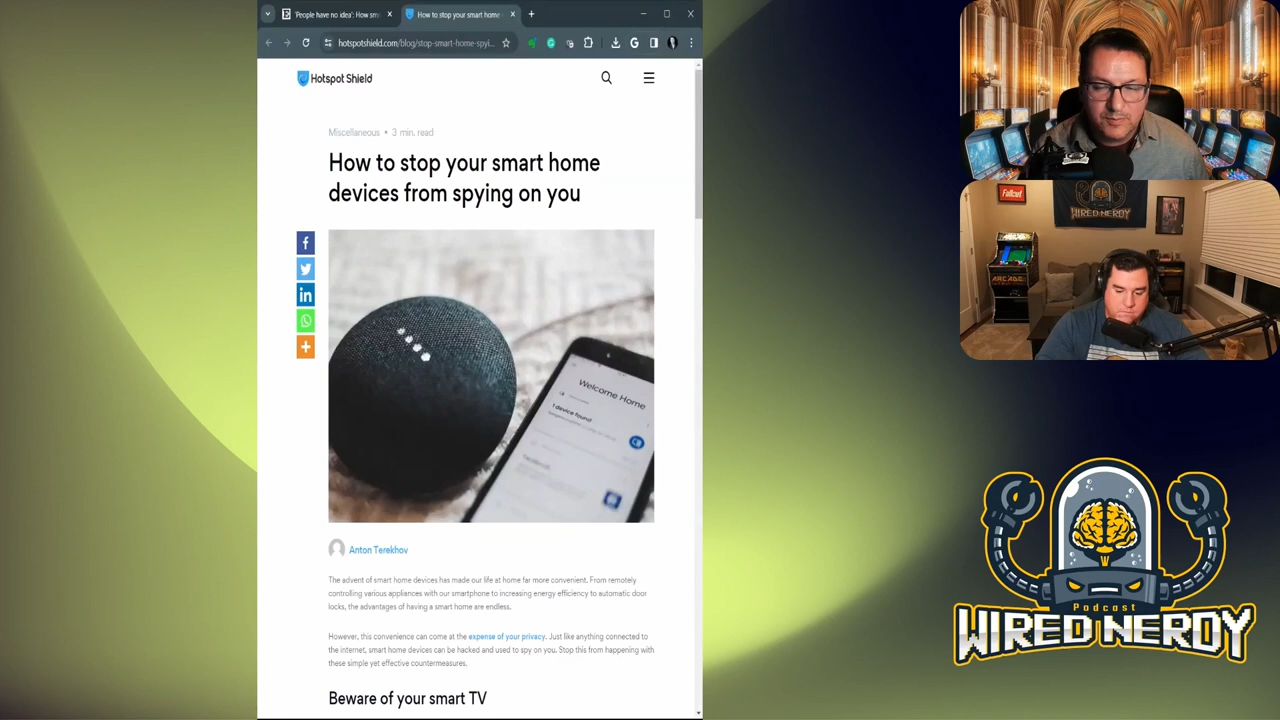 'People have no idea': How sm
How to stop your smart home
hotspotshield.com/blog/stop-smart-home-spyi...
Hotspot Shield
Miscellaneous • 3 min. read
How to stop your smart home
devices from spying on you
Welcome Home
1 device found
Anton Terekhov
The advent of smart home devices has made our life at home far more convenient. From remotely
controlling various appliances with our smartphone to increasing energy efficiency to automatic door
locks, the advantages of having a smart home are endless.
However, this convenience can come at the expense of your privacy. Just like anything connected to
the internet, smart home devices can be hacked and used to spy on you. Stop this from happening with
these simple yet effective countermeasures.
Beware of your smart TV
Fallout
WIRED NERDY
ARCADE
Podcast
WIRED NERDY